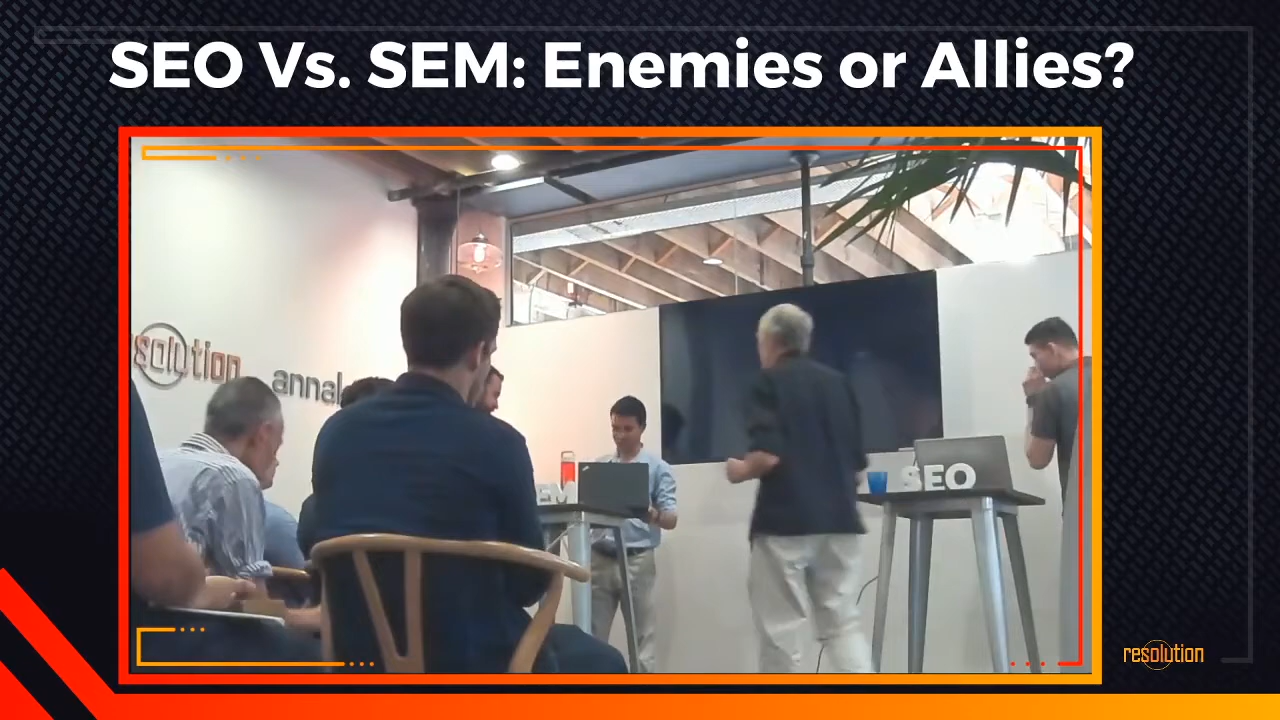 SEO Vs. SEM: Enemies or Allies?
solution
annal
EM
SEO
resolution